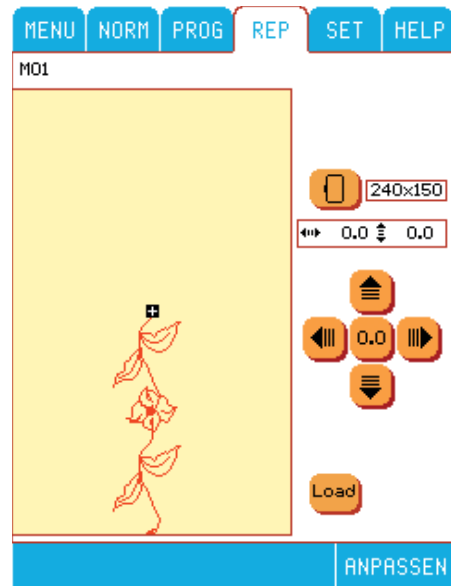 MENU NORM PROG REP SET HELP
M01
240x150
0.0 0.0
0.0
Load
ANPASSEN